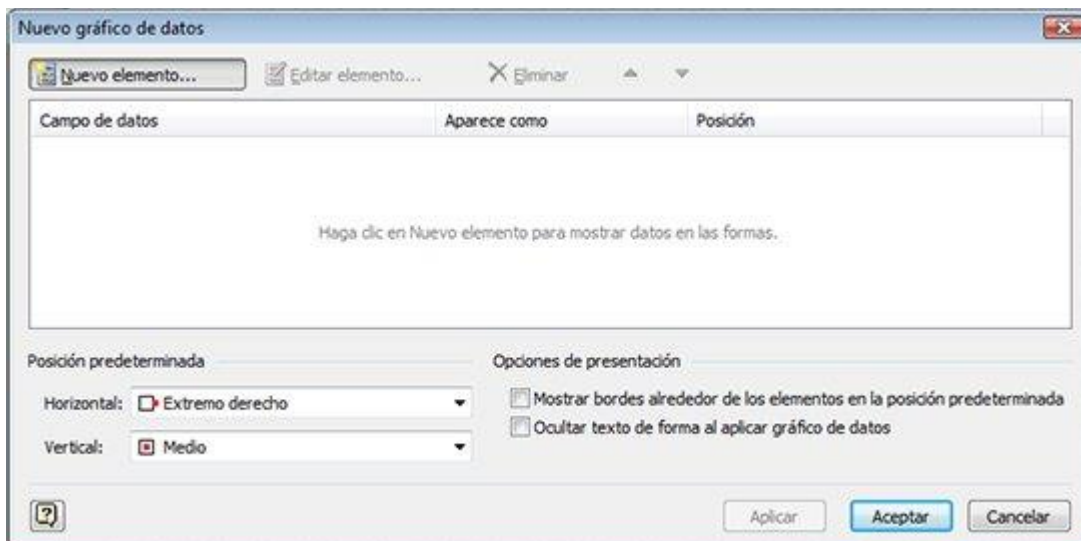 Nuevo gráfico de datos
Nuevo elemento... Editar elemento... Eliminar
Campo de datos Aparece como Posición
Haga clic en Nuevo elemento para mostrar datos en las formas.
Posición predeterminada Opciones de presentación
Horizontal: Extremo derecho Mostrar bordes alrededor de los elementos en la posición predeterminada
Ocultar texto de forma al aplicar gráfico de datos
Vertical: Medio
Aplicar Aceptar Cancelar